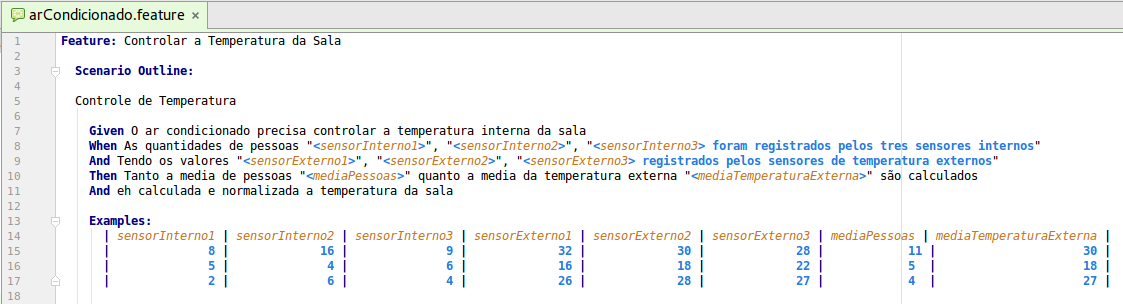 arCondicionado.feature ×
1 Feature: Controlar a Temperatura da Sala
2
3 Scenario Outline:
4
5 Controle de Temperatura
6
7 Given O ar condicionado precisa controlar a temperatura interna da sala
8 When As quantidades de pessoas "<sensorInterno1>", "<sensorInterno2>", "<sensorInterno3> foram registrados pelos três sensores internos"
9 And Tendo os valores "<sensorExterno1>", "<sensorExterno2>", "<sensorExterno3> registrados pelos sensores de temperatura externos"
10 Then Tanto a media de pessoas "<mediaPessoas>" quanto a media da temperatura externa "<mediaTemperaturaExterna>" são calculados
11 And eh calculada e normalizada a temperatura da sala
12
13 Examples:
14 | sensorInterno1 | sensorInterno2 | sensorInterno3 | sensorExterno1 | sensorExterno2 | sensorExterno3 | mediaPessoas | mediaTemperaturaExterna |
15 | 8 | 16 | 9 | 32 | 30 | 28 | 11 | 30 |
16 | 5 | 4 | 6 | 16 | 18 | 22 | 5 | 18 |
17 | 2 | 6 | 4 | 26 | 28 | 27 | 4 | 27 |
18